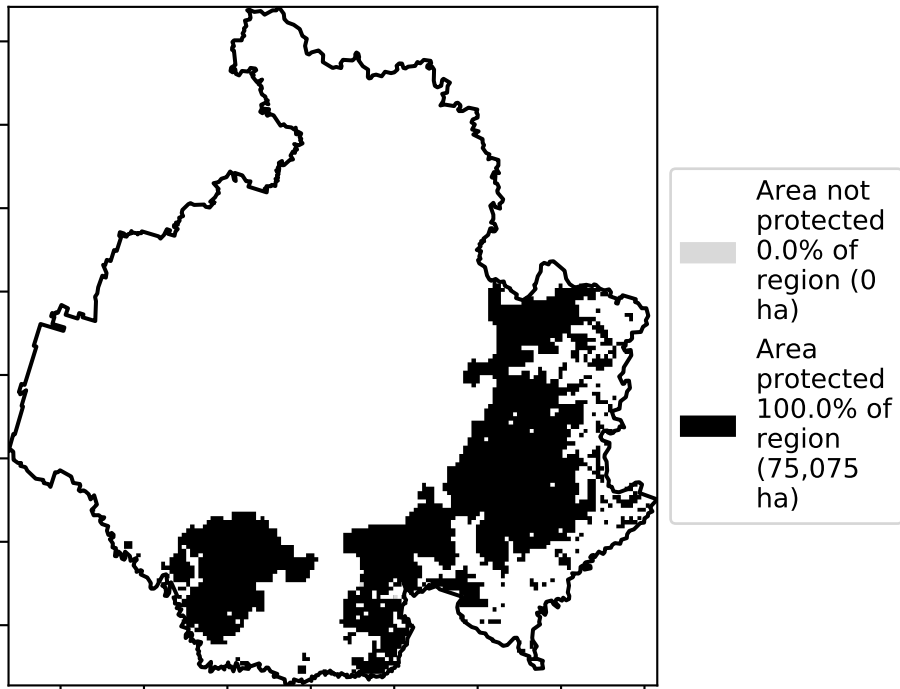 Area not
protected
0.0% of
region (0
ha)
Area
protected
100.0% of
region
(75,075
ha)